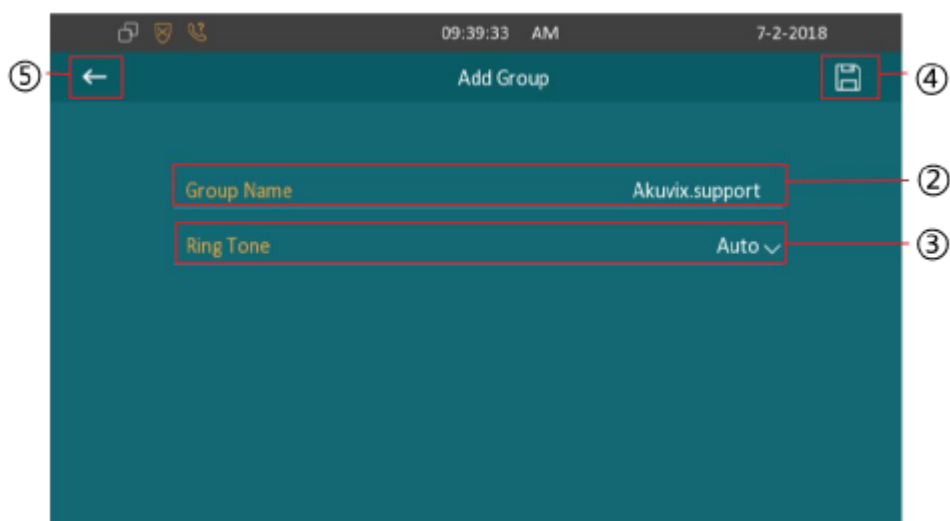 09:39:33 AM 7-2-2018
⑤ Add Group ④
Group Name Akuvix.support ②
Ring Tone Auto ③